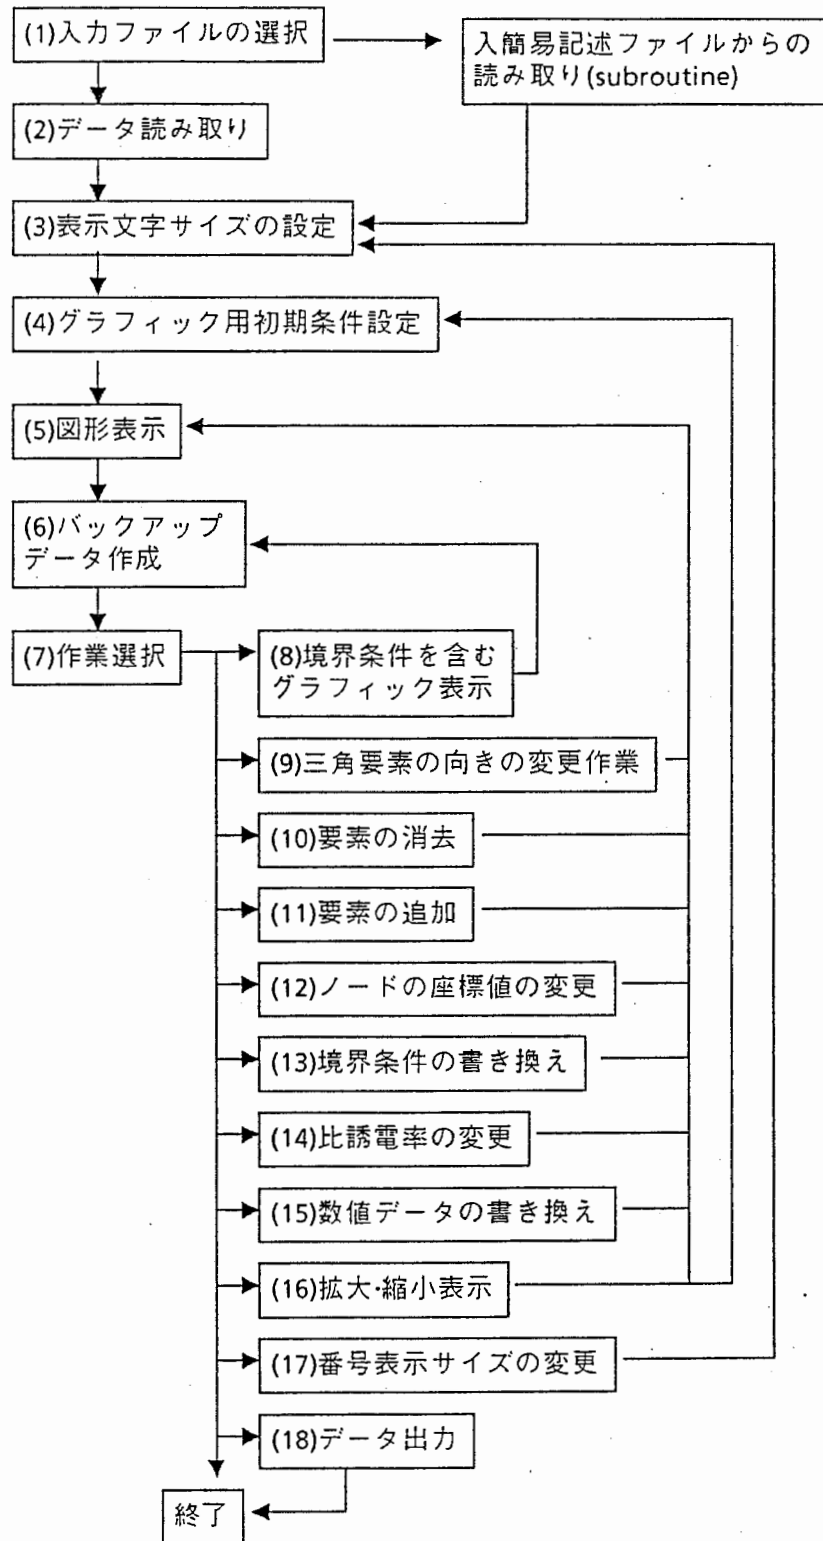 (1)入力ファイルの選択
入簡易記述ファイルからの
読み取り(subroutine)
(2)データ読み取り
(3)表示文字サイズの設定
(4)グラフィック用初期条件設定
(5)図形表示
(6)バックアップ
データ作成
(7)作業選択
(8)境界条件を含む
グラフィック表示
(9)三角要素の向きの変更作業
(10)要素の消去
(11)要素の追加
(12)ノードの座標値の変更
(13)境界条件の書き換え
(14)比誘電率の変更
(15)数値データの書き換え
(16)拡大·縮小表示
(17)番号表示サイズの変更
(18)データ出力
終了